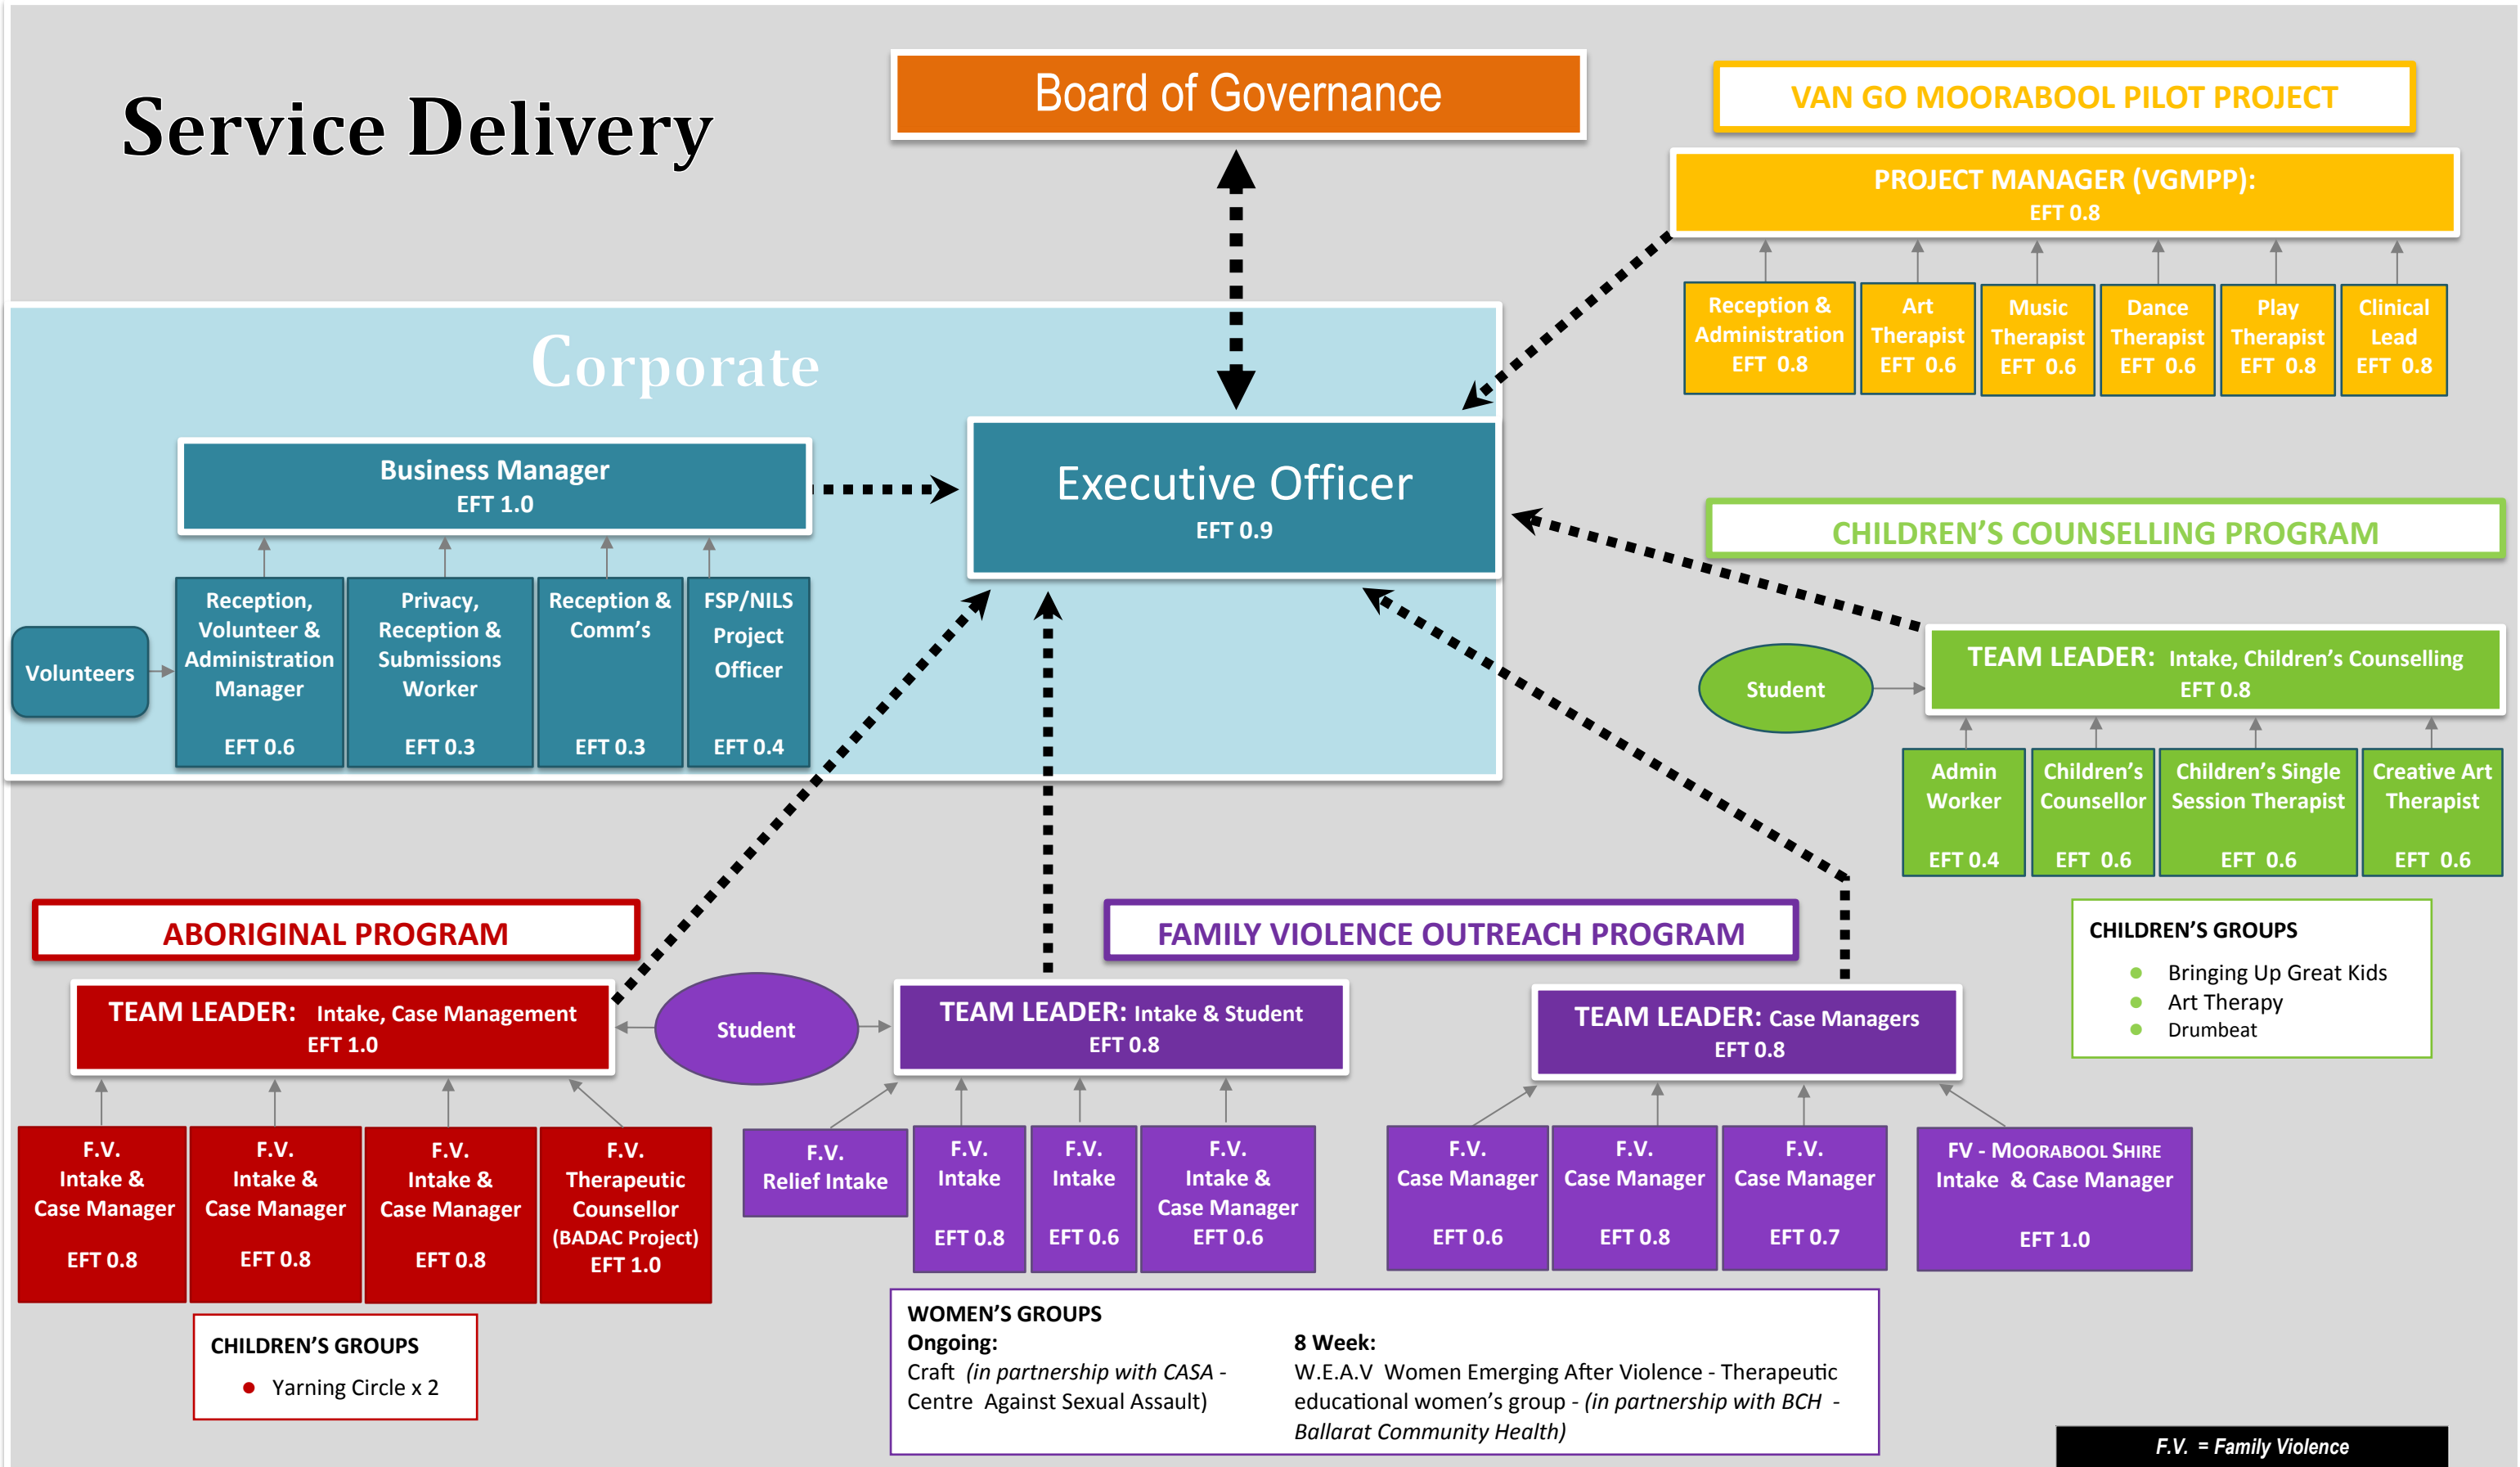 Service Delivery
Board of Governance
VAN GO MOORABOOL PILOT PROJECT
PROJECT MANAGER (VGMPP):
EFT 0.8
Reception &
Administration
EFT 0.8
Art
Therapist
EFT 0.6
Music
Therapist
EFT 0.6
Dance
Therapist
EFT 0.6
Play
Therapist
EFT 0.8
Clinical
Lead
EFT 0.8
Corporate
Business Manager
EFT 1.0
Executive Officer
EFT 0.9
Volunteers
Reception,
Volunteer &
Administration
Manager
EFT 0.6
Privacy,
Reception &
Submissions
Worker
EFT 0.3
Reception &
Comm's
EFT 0.3
FSP/NILS
Project
Officer
EFT 0.4
CHILDREN'S COUNSELLING PROGRAM
Student
TEAM LEADER: Intake, Children's Counselling
EFT 0.8
Admin
Worker
EFT 0.4
Children's
Counsellor
EFT 0.6
Children's Single
Session Therapist
EFT 0.6
Creative Art
Therapist
EFT 0.6
CHILDREN'S GROUPS
● Bringing Up Great Kids
● Art Therapy
● Drumbeat
ABORIGINAL PROGRAM
TEAM LEADER: Intake, Case Management
EFT 1.0
F.V.
Intake &
Case Manager
EFT 0.8
F.V.
Intake &
Case Manager
EFT 0.8
F.V.
Intake &
Case Manager
EFT 0.8
F.V.
Therapeutic
Counsellor
(BADAC Project)
EFT 1.0
CHILDREN'S GROUPS
● Yarning Circle x 2
FAMILY VIOLENCE OUTREACH PROGRAM
Student
TEAM LEADER: Intake & Student
EFT 0.8
F.V.
Relief Intake
F.V.
Intake
EFT 0.8
F.V.
Intake
EFT 0.6
F.V.
Intake &
Case Manager
EFT 0.6
TEAM LEADER: Case Managers
EFT 0.8
F.V.
Case Manager
EFT 0.6
F.V.
Case Manager
EFT 0.8
F.V.
Case Manager
EFT 0.7
FV - MOORABOOL SHIRE
Intake & Case Manager
EFT 1.0
WOMEN'S GROUPS
Ongoing:
Craft (in partnership with CASA -
Centre Against Sexual Assault)
8 Week:
W.E.A.V Women Emerging After Violence - Therapeutic
educational women's group - (in partnership with BCH -
Ballarat Community Health)
F.V. = Family Violence